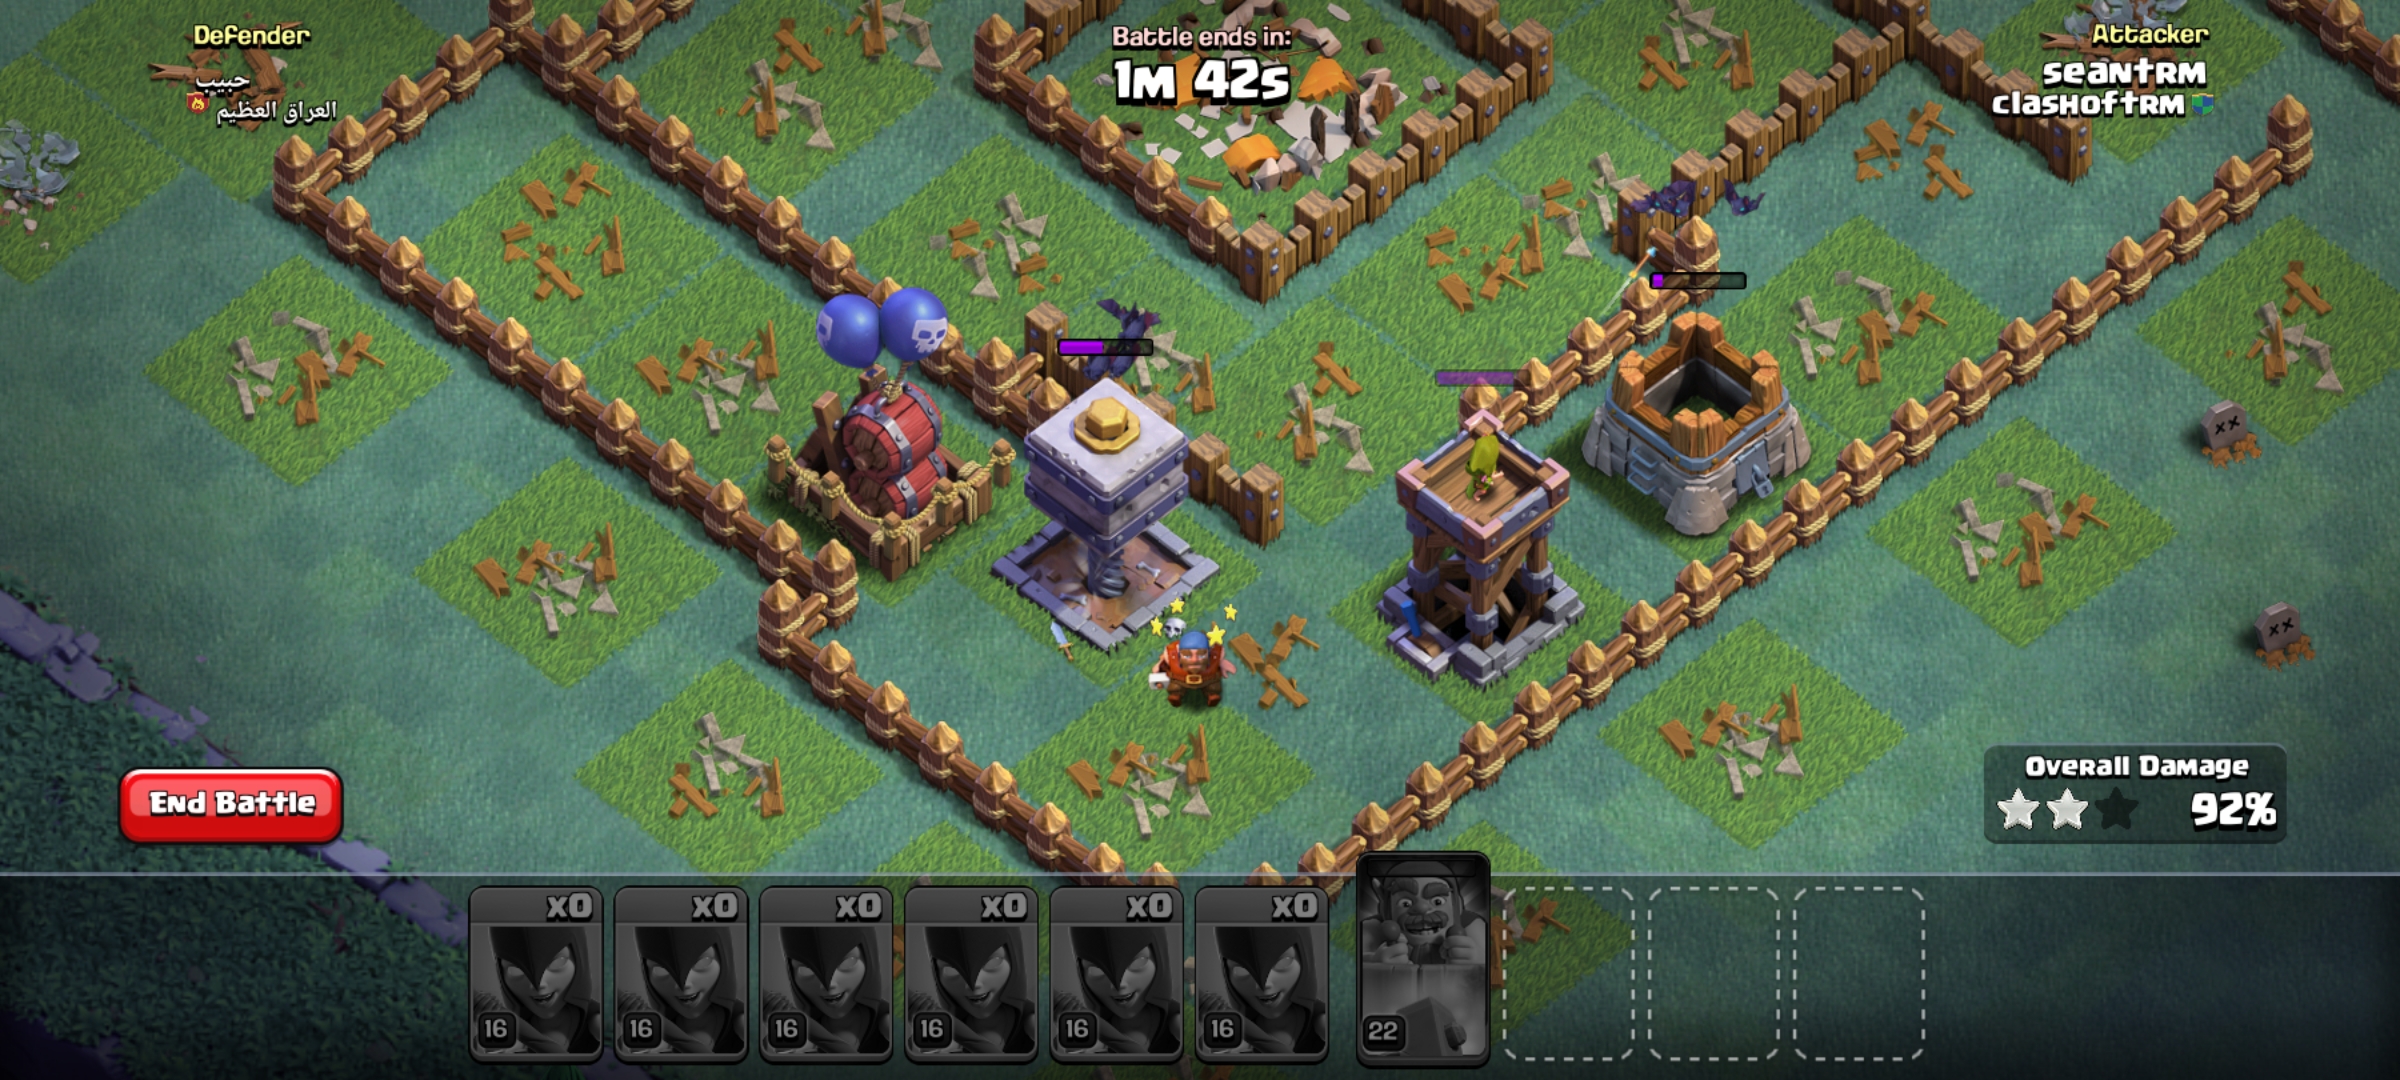 Defender
حبيب
العراق العظيم
Battle ends in:
1M 42s
Attacker
seantRM
clashoftRM
End Battle
Overall Damage
92%
x0
x0
x0
x0
x0
x0
16
16
16
16
16
16
22